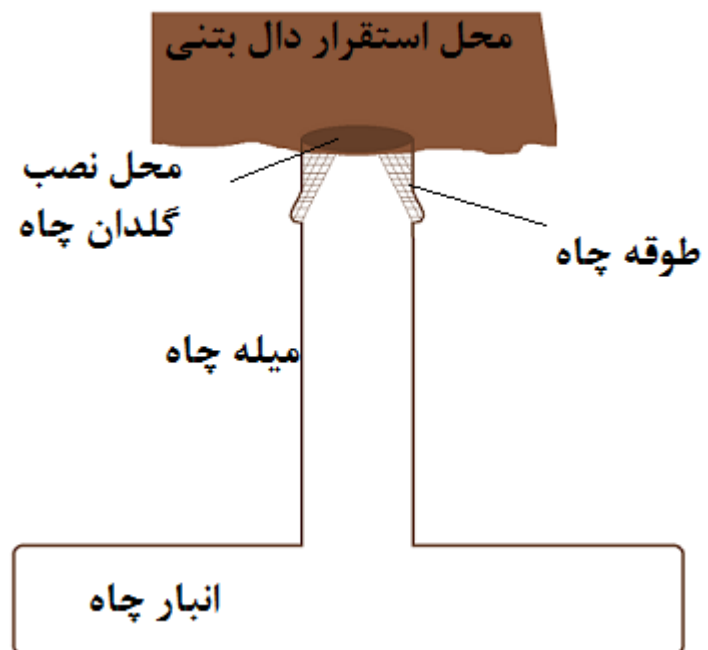 محل استقرار دال بتنی
محل نصب
گلدان چاه
طوقه چاه
میله چاه
انبار چاه